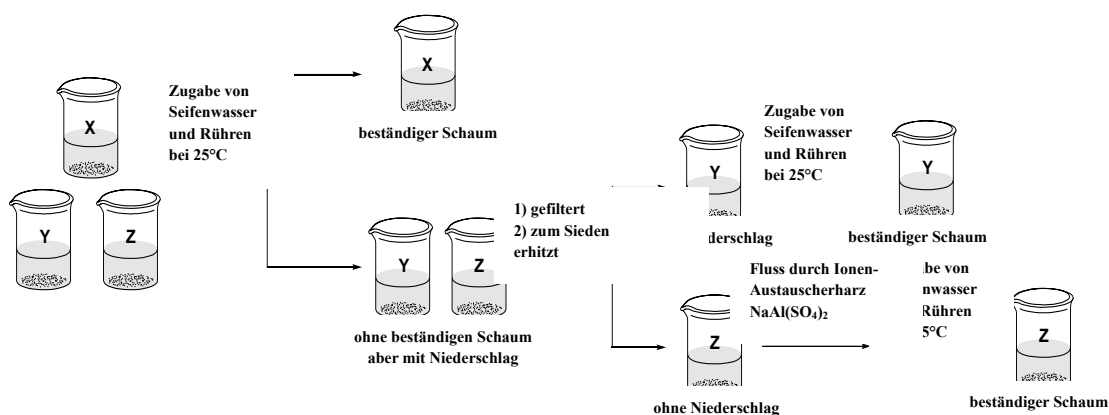 X
Zugabe von
Seifenwasser
und Rühren
bei 25°C
X
beständiger Schaum
Y
Z
Y
Z
ohne beständigen Schaum
aber mit Niederschlag
1) gefiltert
2) zum Sieden
erhitzt
Y
Zugabe von
Seifenwasser
und Rühren
bei 25°C
Y
beständiger Schaum
Fluss durch Ionen-
Austauscherharz
NaAl(SO₄)₂
Z
ohne Niederschlag
Rühren
Z
beständiger Schaum